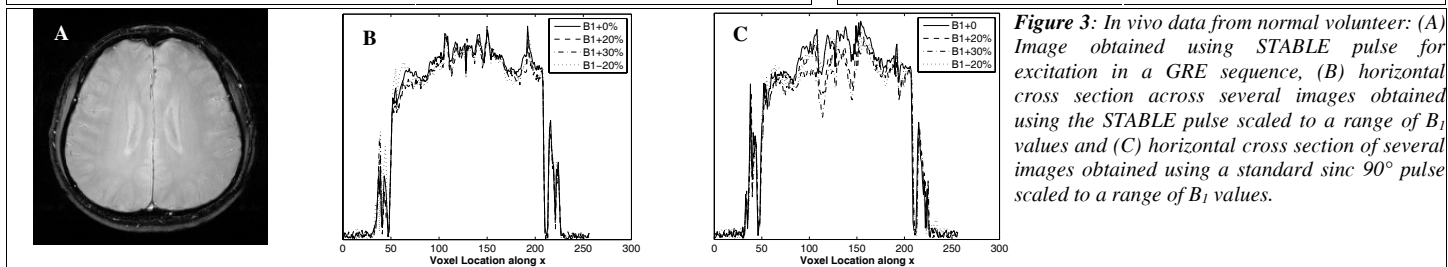 A
B
B1+0%
B1+20%
B1+30%
B1−20%
0 50 100 150 200 250 300
Voxel Location along x
C
B1+0
B1+20%
B1+30%
B1−20%
0 50 100 150 200 250 300
Voxel Location along x
Figure 3: In vivo data from normal volunteer: (A)
Image obtained using STABLE pulse for
excitation in a GRE sequence, (B) horizontal
cross section across several images obtained
using the STABLE pulse scaled to a range of B1
values and (C) horizontal cross section of several
images obtained using a standard sinc 90° pulse
scaled to a range of B1 values.